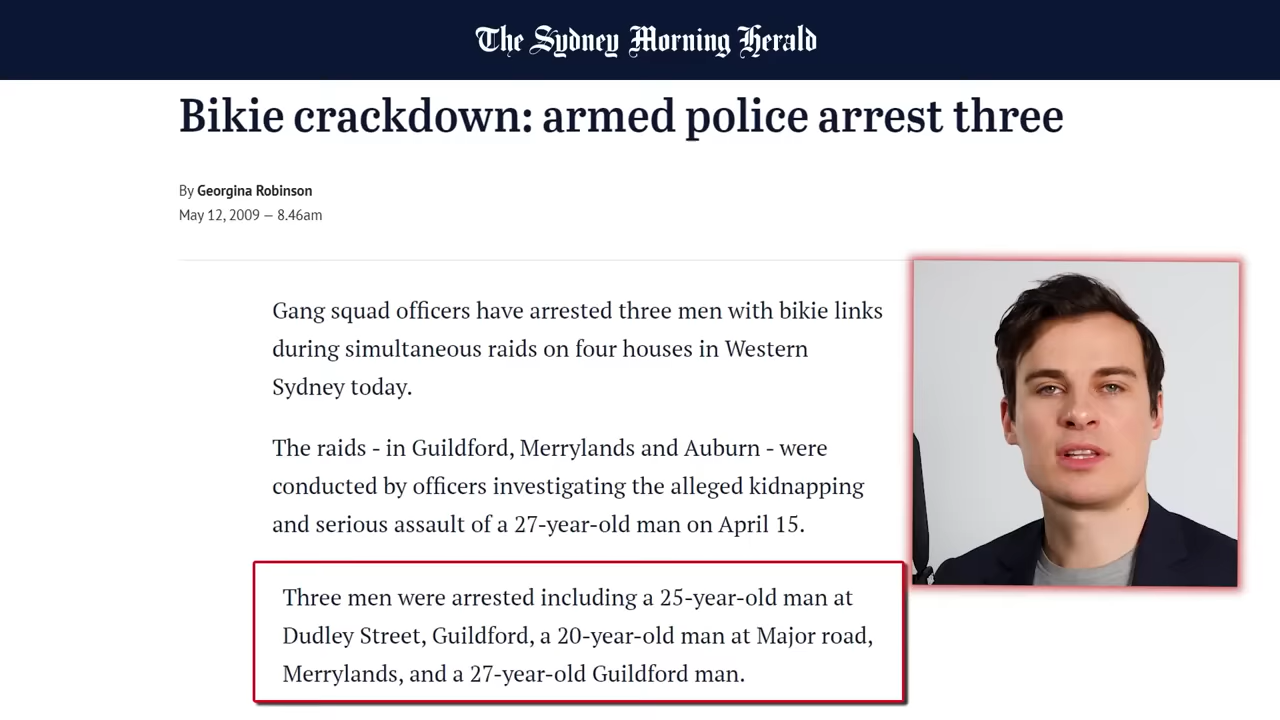 The Sydney Morning Herald
Bikie crackdown: armed police arrest three
By Georgina Robinson
May 12, 2009 — 8.46am
Gang squad officers have arrested three men with bikie links
during simultaneous raids on four houses in Western
Sydney today.
The raids - in Guildford, Merrylands and Auburn - were
conducted by officers investigating the alleged kidnapping
and serious assault of a 27-year-old man on April 15.
Three men were arrested including a 25-year-old man at
Dudley Street, Guildford, a 20-year-old man at Major road,
Merrylands, and a 27-year-old Guildford man.